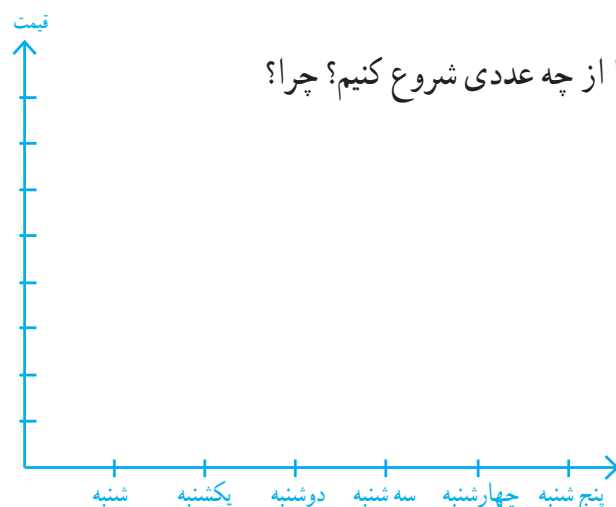 قیمت
از چه عددی شروع کنیم؟ چرا؟
شنبه یکشنبه دوشنبه سه شنبه چهارشنبه پنج شنبه